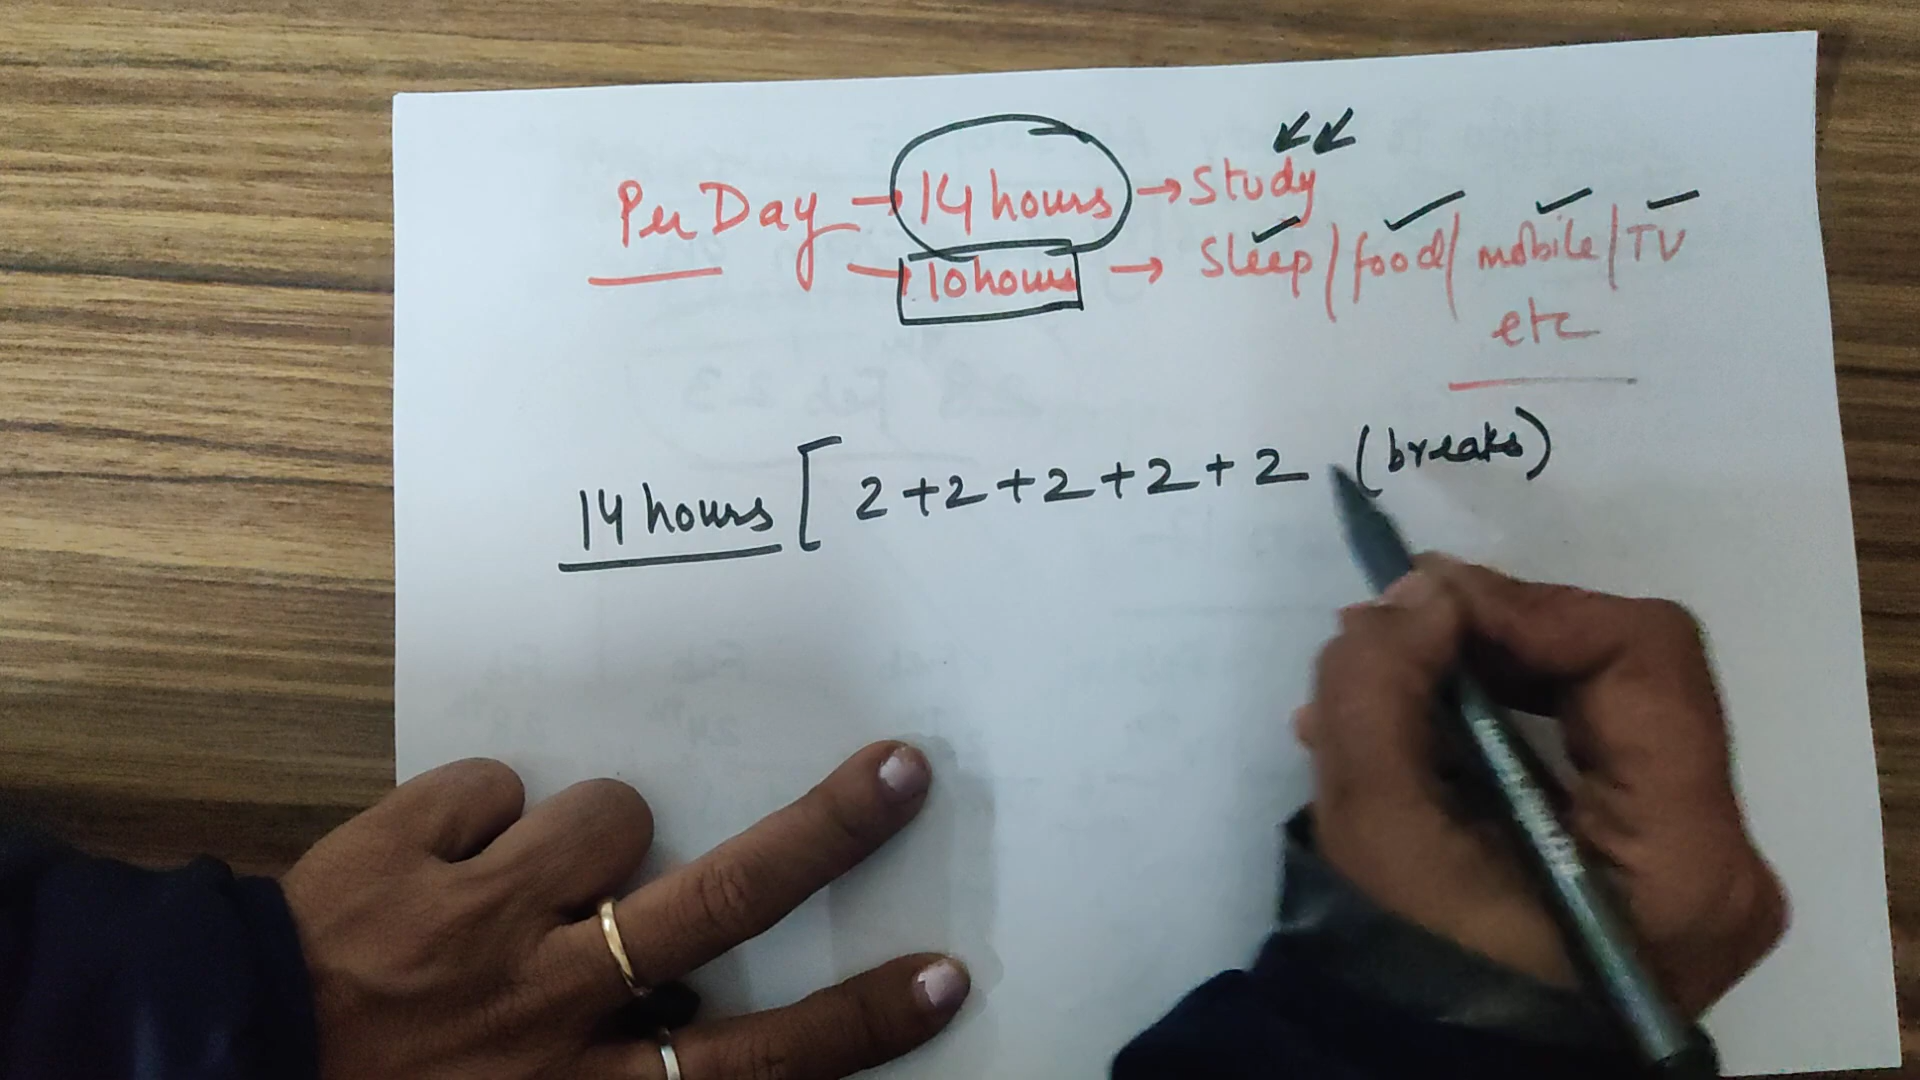 Per Day → 14 hours → Study
→ 10 hours → Sleep / food / mobile / TV
etc
14 hours [ 2 + 2 + 2 + 2 + 2 (breaks)